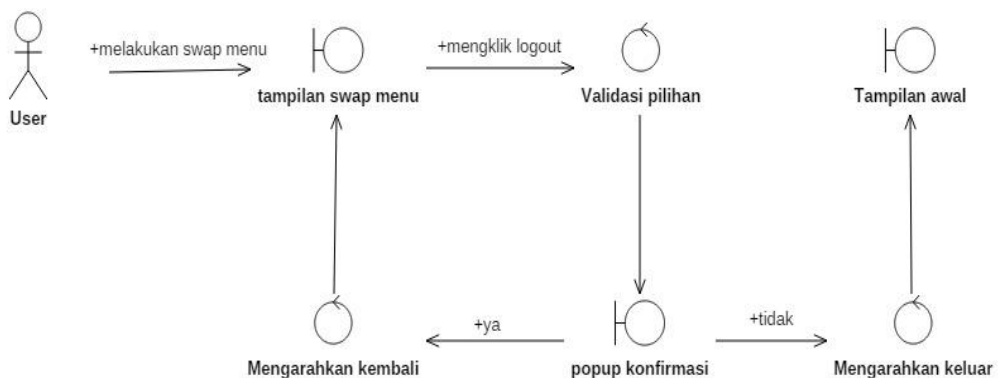 +melakukan swap menu
+mengklik logout
User
tampilan swap menu
Validasi pilihan
Tampilan awal
+ya
+tidak
Mengarahkan kembali
popup konfirmasi
Mengarahkan keluar